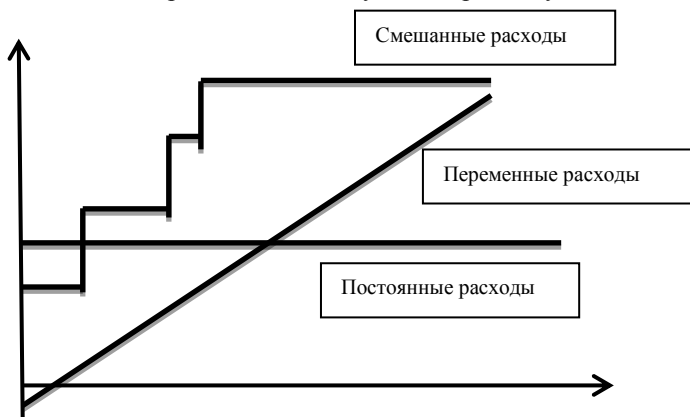 Смешанные расходы
Переменные расходы
Постоянные расходы